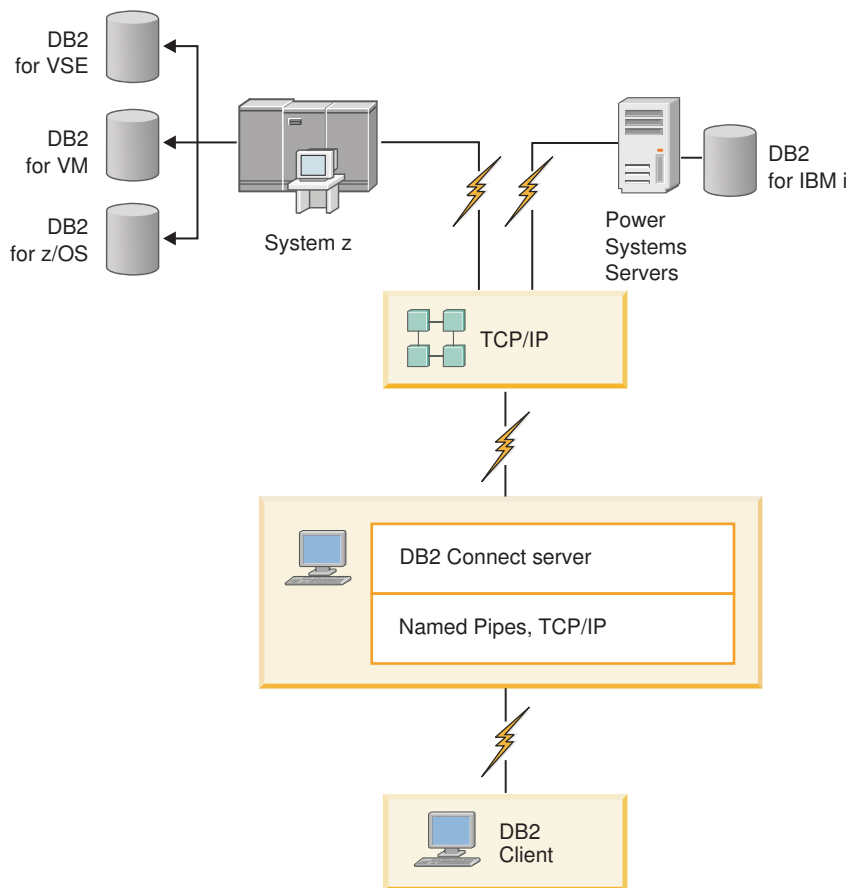 DB2
for VSE
DB2
for VM
DB2
for z/OS
System z
Power
Systems
Servers
DB2
for IBM i
TCP/IP
DB2 Connect server
Named Pipes, TCP/IP
DB2
Client